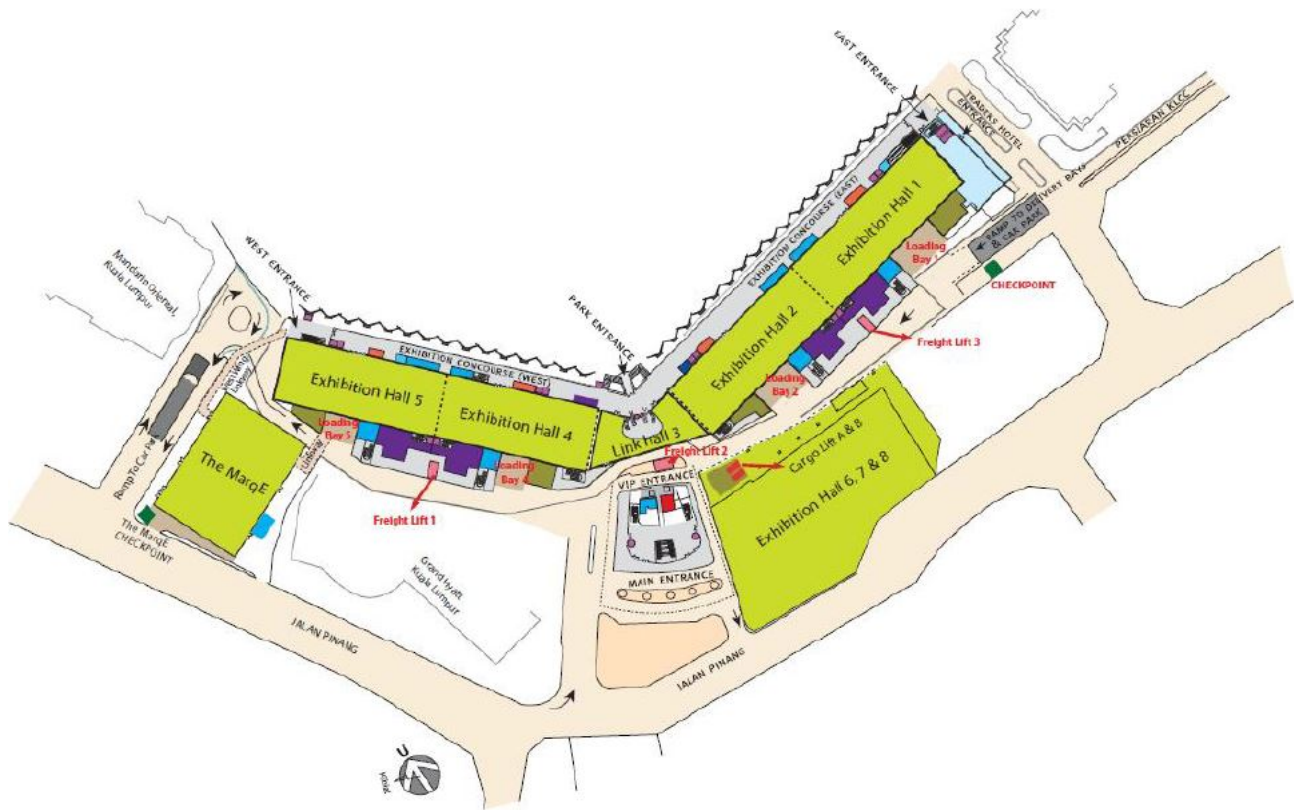 EAST ENTRANCE
TRADERS HOTEL
ENTRANCE
PERSIARAN KLCC
RAMP TO DELIVERY BAYS
& CAR PARK
CHECKPOINT
Exhibition Hall 1
EXHIBITION CONCOURSE (EAST)
Loading
Bay 1
Exhibition Hall 2
Freight Lift 3
Loading
Bay 2
PARK ENTRANCE
WEST ENTRANCE
Mandarin Oriental,
Kuala Lumpur
EXHIBITION CONCOURSE (WEST)
Exhibition Hall 5
Exhibition Hall 4
Link Hall 3
Loading
Bay 5
Linkway
Loading
Bay 4
Freight Lift 1
Freight Lift 2
VIP ENTRANCE
Cargo Lift A & B
Exhibition Hall 6, 7 & 8
MAIN ENTRANCE
Ramp To Car Park
The MarqE
The MarqE
CHECKPOINT
Grand Hyatt
Kuala Lumpur
JALAN PINANG
JALAN PINANG
U
Kiblat